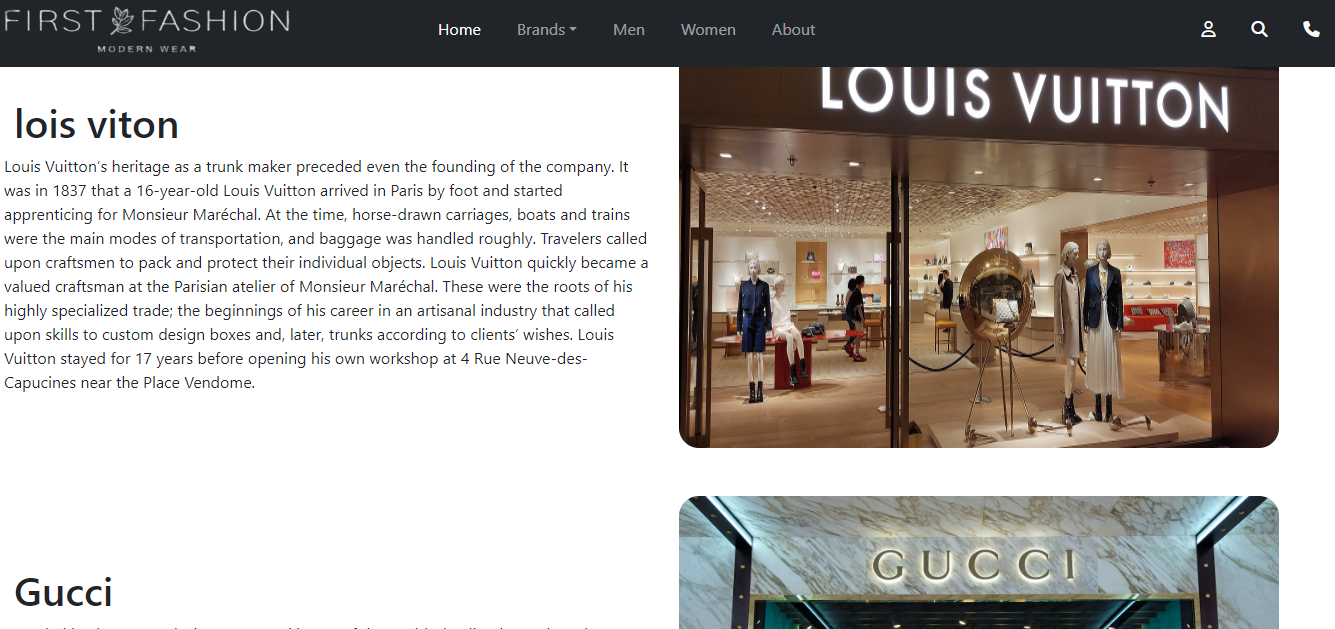 FIRST FASHION
MODERN WEAR
Home Brands Men Women About
lois viton
Louis Vuitton's heritage as a trunk maker preceded even the founding of the company. It
was in 1837 that a 16-year-old Louis Vuitton arrived in Paris by foot and started
apprenticing for Monsieur Maréchal. At the time, horse-drawn carriages, boats and trains
were the main modes of transportation, and baggage was handled roughly. Travelers called
upon craftsmen to pack and protect their individual objects. Louis Vuitton quickly became a
valued craftsman at the Parisian atelier of Monsieur Maréchal. These were the roots of his
highly specialized trade; the beginnings of his career in an artisanal industry that called
upon skills to custom design boxes and, later, trunks according to clients' wishes. Louis
Vuitton stayed for 17 years before opening his own workshop at 4 Rue Neuve-des-
Capucines near the Place Vendome.
LOUIS VUITTON
Gucci
GUCCI